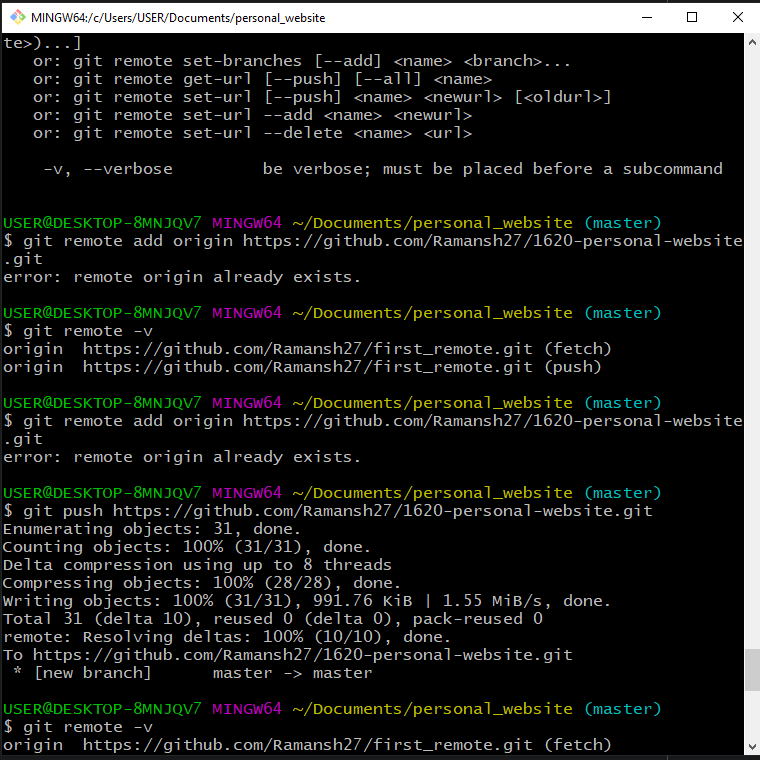 MINGW64:/c/Users/USER/Documents/personal_website
te>)...]
   or: git remote set-branches [--add] <name> <branch>...
   or: git remote get-url [--push] [--all] <name>
   or: git remote set-url [--push] <name> <newurl> [<oldurl>]
   or: git remote set-url --add <name> <newurl>
   or: git remote set-url --delete <name> <url>

    -v, --verbose         be verbose; must be placed before a subcommand


USER@DESKTOP-8MNJQV7 MINGW64 ~/Documents/personal_website (master)
$ git remote add origin https://github.com/Ramansh27/1620-personal-website
.git
error: remote origin already exists.

USER@DESKTOP-8MNJQV7 MINGW64 ~/Documents/personal_website (master)
$ git remote -v
origin  https://github.com/Ramansh27/first_remote.git (fetch)
origin  https://github.com/Ramansh27/first_remote.git (push)

USER@DESKTOP-8MNJQV7 MINGW64 ~/Documents/personal_website (master)
$ git remote add origin https://github.com/Ramansh27/1620-personal-website
.git
error: remote origin already exists.

USER@DESKTOP-8MNJQV7 MINGW64 ~/Documents/personal_website (master)
$ git push https://github.com/Ramansh27/1620-personal-website.git
Enumerating objects: 31, done.
Counting objects: 100% (31/31), done.
Delta compression using up to 8 threads
Compressing objects: 100% (28/28), done.
Writing objects: 100% (31/31), 991.76 KiB | 1.55 MiB/s, done.
Total 31 (delta 10), reused 0 (delta 0), pack-reused 0
remote: Resolving deltas: 100% (10/10), done.
To https://github.com/Ramansh27/1620-personal-website.git
 * [new branch]      master -> master

USER@DESKTOP-8MNJQV7 MINGW64 ~/Documents/personal_website (master)
$ git remote -v
origin  https://github.com/Ramansh27/first_remote.git (fetch)